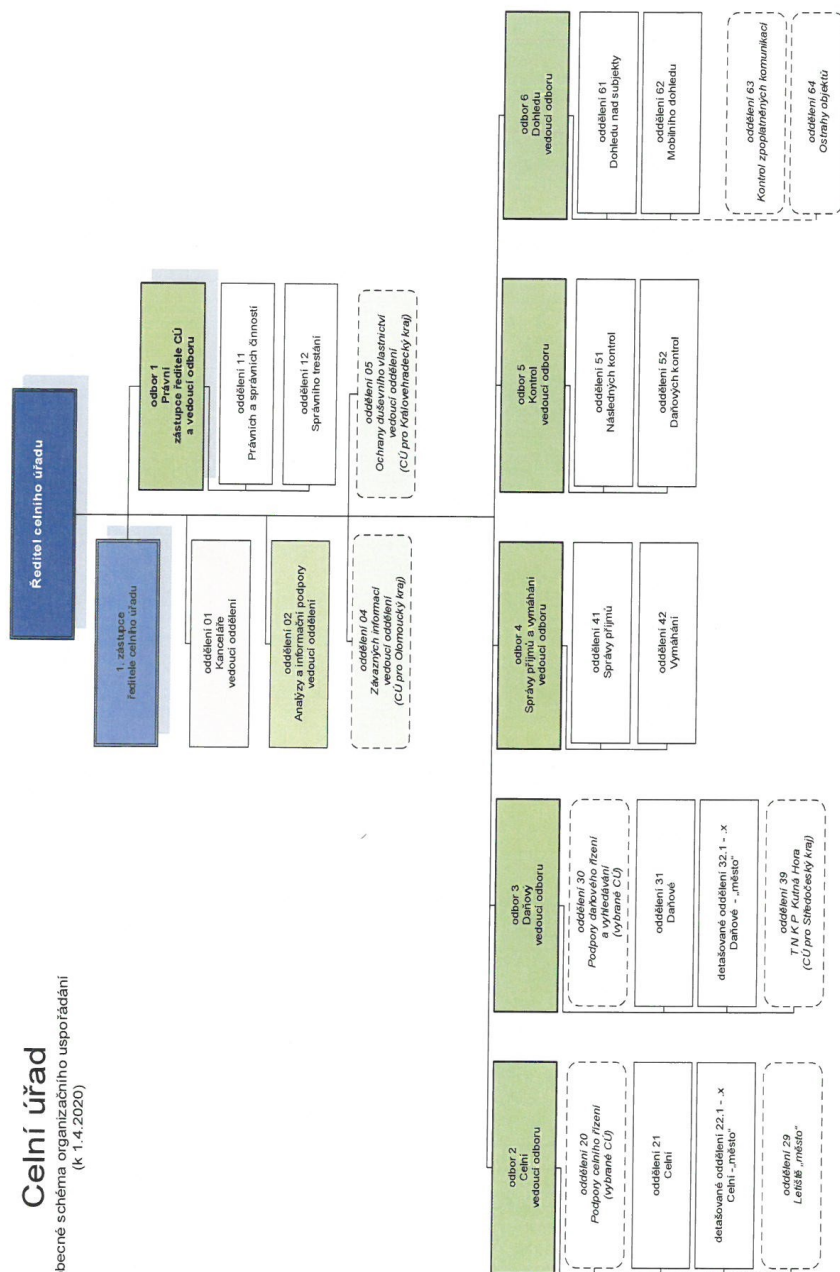 Celní úřad
becné schéma organizačního uspořádání
(k 1.4.2020)
Ředitel celního úřadu
1. zástupce
ředitele celního úřadu
odbor 1
Právní
zástupce ředitele CÚ
a vedoucí odboru
oddělení 11
Právních a správních činností
oddělení 12
Správního trestání
oddělení 01
Kanceláře
vedoucí oddělení
oddělení 02
Analýzy a informační podpory
vedoucí oddělení
oddělení 04
Závazných informací
vedoucí oddělení
(CÚ pro Olomoucký kraj)
oddělení 05
Ochrany duševního vlastnictví
vedoucí oddělení
(CÚ pro Královehradecký kraj)
odbor 2
Celní
vedoucí odboru
oddělení 20
Podpory celního řízení
(vybrané CÚ)
oddělení 21
Celní
detašované oddělení 22.1 - .x
Celní - „město"
oddělení 29
Letiště „město"
odbor 3
Daňový
vedoucí odboru
oddělení 30
Podpory daňového řízení
a vyhledávání
(vybrané CÚ)
oddělení 31
Daňové
detašované oddělení 32.1 - .x
Daňové - „město"
oddělení 39
T N K P Kutná Hora
(CÚ pro Středočeský kraj)
odbor 4
Správy příjmů a vymáhání
vedoucí odboru
oddělení 41
Správy příjmů
oddělení 42
Vymáhání
odbor 5
Kontrol
vedoucí odboru
oddělení 51
Následných kontrol
oddělení 52
Daňových kontrol
odbor 6
Dohledu
vedoucí odboru
oddělení 61
Dohledu nad subjekty
oddělení 62
Mobilního dohledu
oddělení 63
Kontrol zpoplatněných komunikací
oddělení 64
Ostrahy objektů